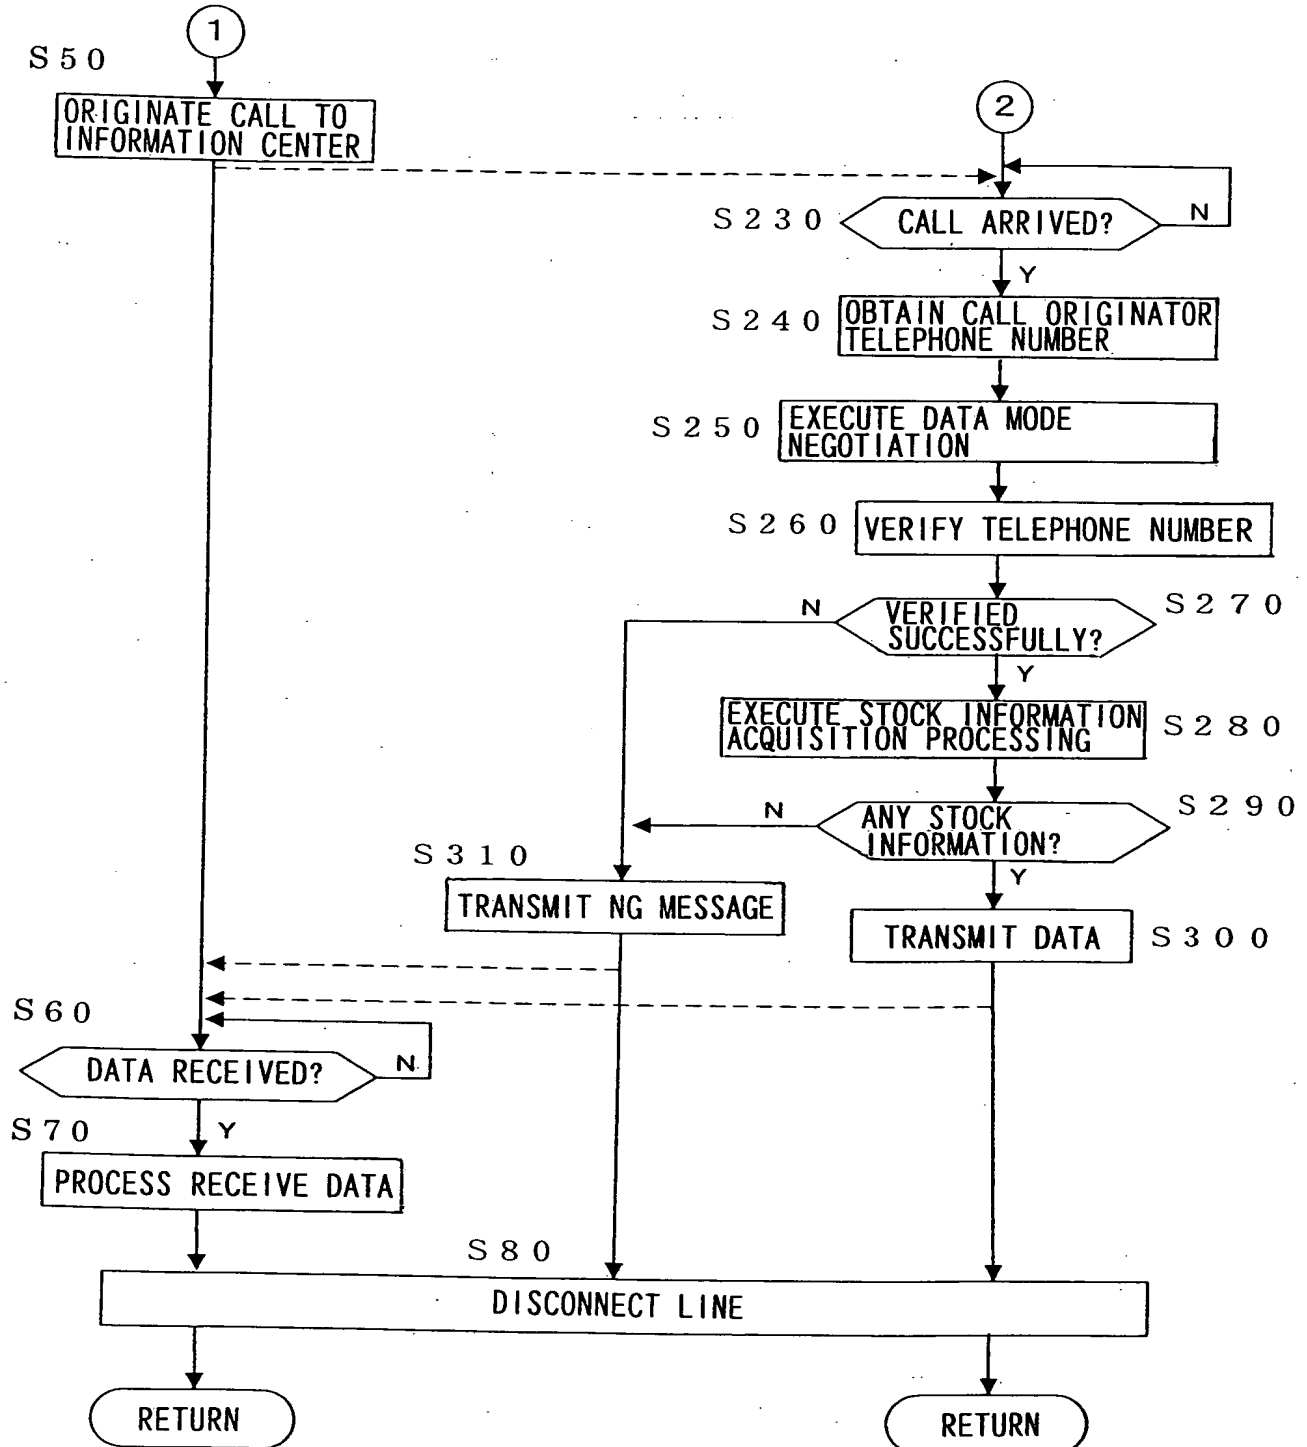 1
S50
ORIGINATE CALL TO
INFORMATION CENTER
2
S230
CALL ARRIVED?
N
Y
S240
OBTAIN CALL ORIGINATOR
TELEPHONE NUMBER
S250
EXECUTE DATA MODE
NEGOTIATION
S260
VERIFY TELEPHONE NUMBER
N
VERIFIED
SUCCESSFULLY?
S270
Y
EXECUTE STOCK INFORMATION
ACQUISITION PROCESSING
S280
N
ANY STOCK
INFORMATION?
S290
Y
S310
TRANSMIT NG MESSAGE
TRANSMIT DATA
S300
S60
DATA RECEIVED?
N
Y
S70
PROCESS RECEIVE DATA
S80
DISCONNECT LINE
RETURN
RETURN